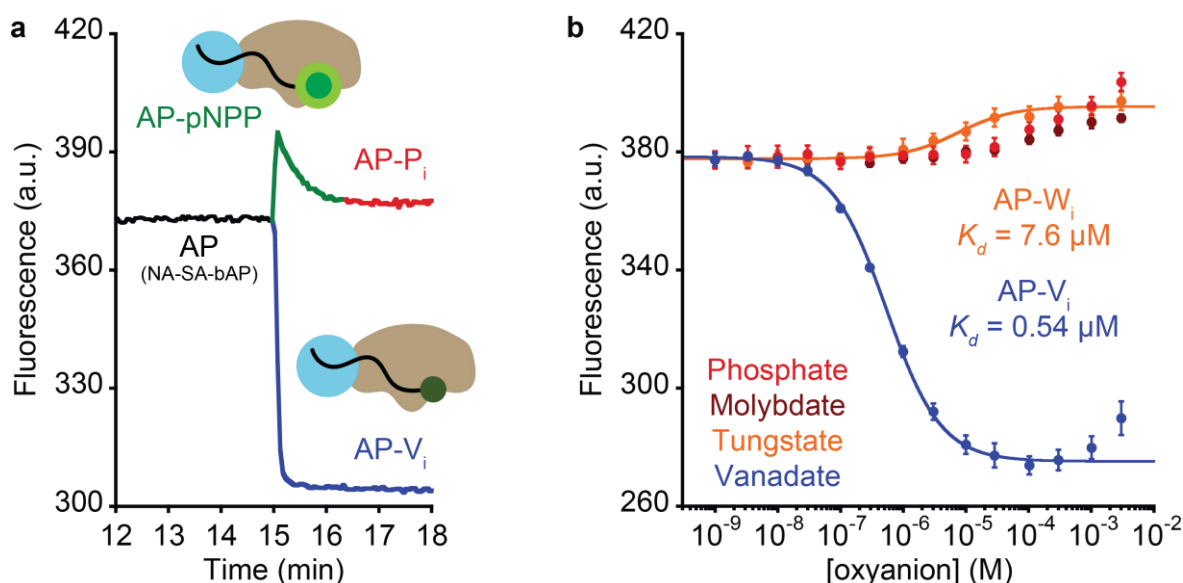 a
420
390
360
330
300
Fluorescence (a.u.)
AP-pNPP
AP-Pi
AP
(NA-SA-bAP)
AP-Vi
12 13 14 15 16 17 18
Time (min)
b
420
380
340
300
260
Fluorescence (a.u.)
AP-Wi
Kd = 7.6 µM
AP-Vi
Kd = 0.54 µM
Phosphate
Molybdate
Tungstate
Vanadate
10⁻⁹ 10⁻⁸ 10⁻⁷ 10⁻⁶ 10⁻⁵ 10⁻⁴ 10⁻³ 10⁻²
[oxyanion] (M)